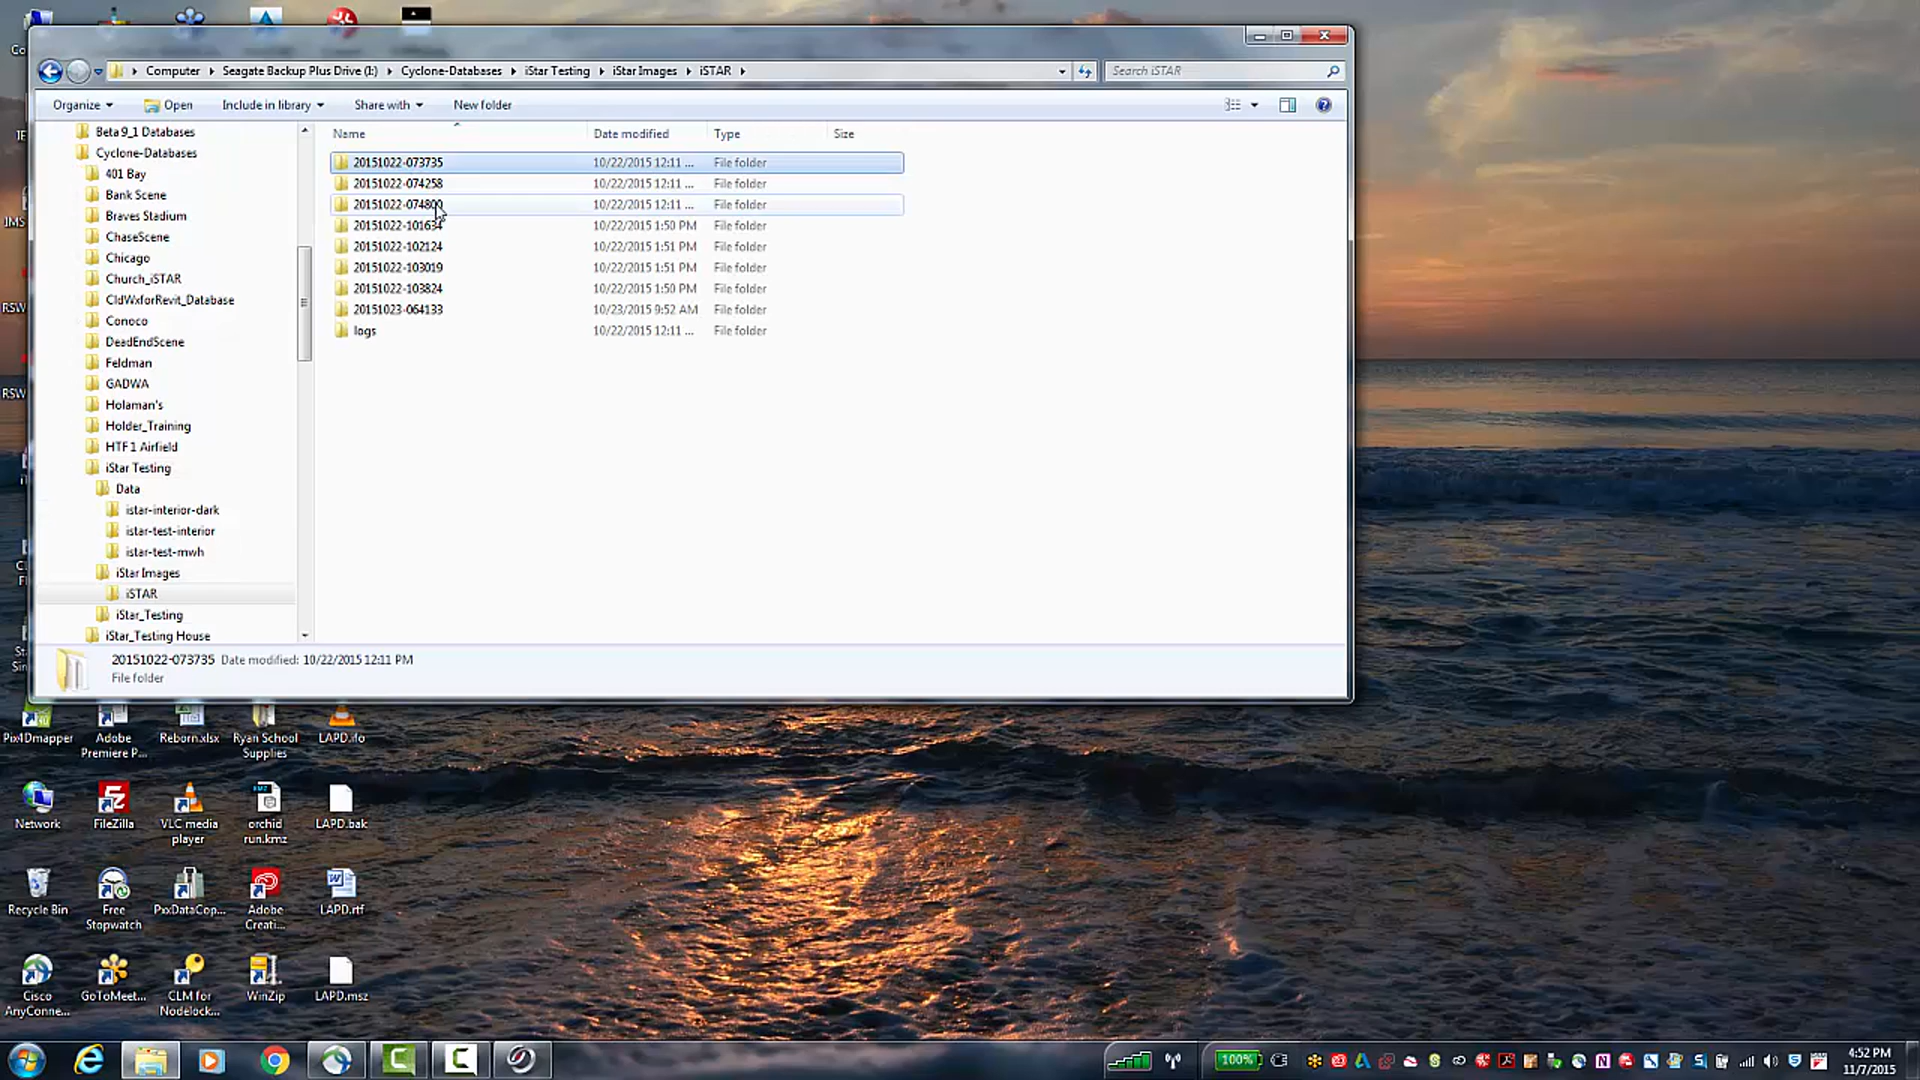 Computer Seagate Backup Plus Drive (I:) Cyclone-Databases iStar Testing iStar Images iSTAR
Search iSTAR
Organize Open Include in library Share with New folder
Beta 9_1 Databases
Cyclone-Databases
401 Bay
Bank Scene
Braves Stadium
ChaseScene
Chicago
Church_iSTAR
CldWxforRevit_Database
Conoco
DeadEndScene
Feldman
GADWA
Holaman's
Holder_Training
HTF 1 Airfield
iStar Testing
Data
istar-interior-dark
istar-test-interior
istar-test-mwh
iStar Images
iSTAR
iStar_Testing
iStar_Testing House
Name Date modified Type Size
20151022-073735 10/22/2015 12:11 ... File folder
20151022-074258 10/22/2015 12:11 ... File folder
20151022-074800 10/22/2015 12:11 ... File folder
20151022-101634 10/22/2015 1:50 PM File folder
20151022-102124 10/22/2015 1:51 PM File folder
20151022-103019 10/22/2015 1:51 PM File folder
20151022-103824 10/22/2015 1:50 PM File folder
20151023-064133 10/23/2015 9:52 AM File folder
logs 10/22/2015 12:11 ... File folder
20151022-073735 Date modified: 10/22/2015 12:11 PM
File folder
Pix4Dmapper
Adobe
Premiere P...
Reborn.xlsx
Ryan School
Supplies
LAPD.ifo
Network
FileZilla
VLC media
player
orchid
run.kmz
LAPD.bak
Recycle Bin
Free
Stopwatch
PxxDataCop...
Adobe
Creati...
LAPD.rtf
Cisco
AnyConne...
GoToMeet...
CLM for
Nodelock...
WinZip
LAPD.msz
100%
4:52 PM
11/7/2015